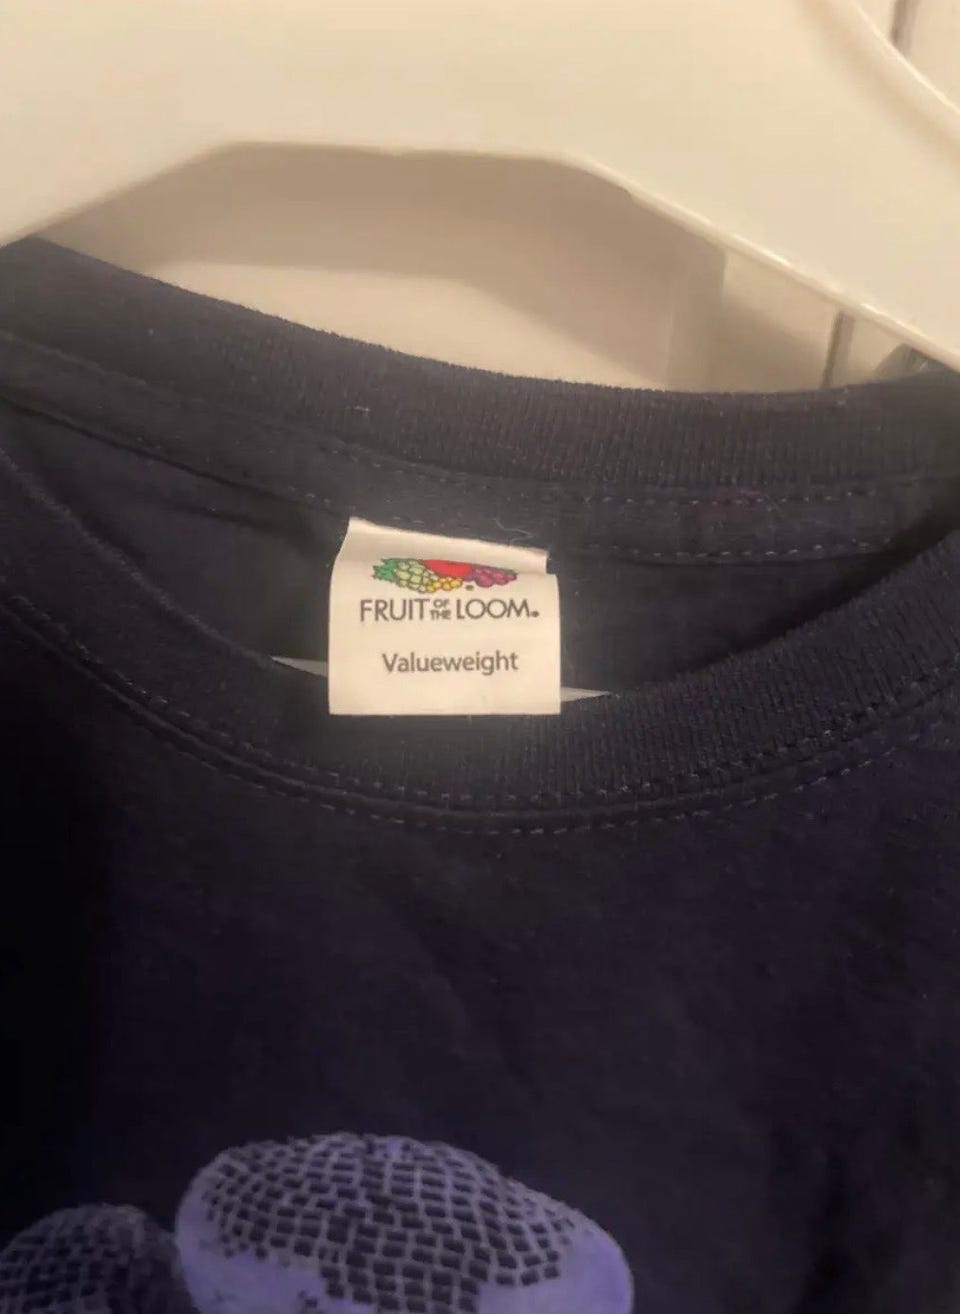 FRUIT OF THE LOOM.
Valueweight